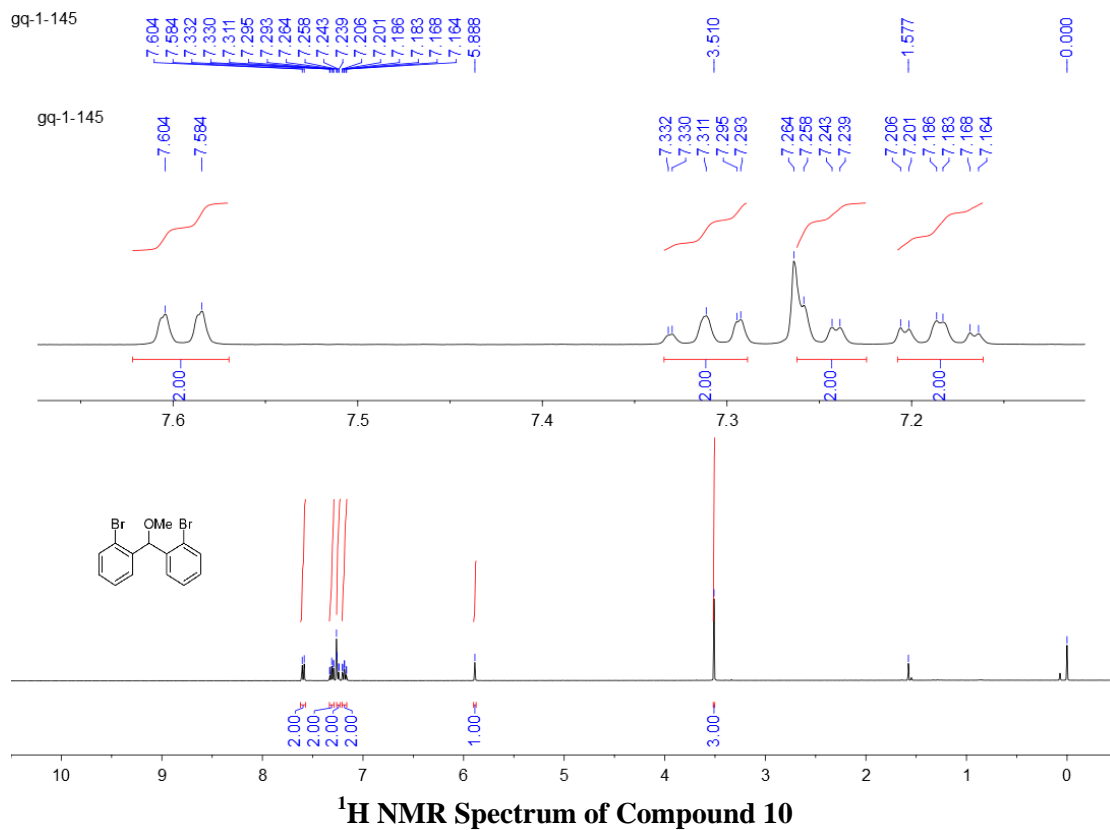 gq-1-145
7.604 7.584 7.332 7.330 7.311 7.295 7.293 7.264 7.258 7.243 7.239 7.206 7.201 7.186 7.183 7.168 7.164 5.888 3.510 1.577 0.000
gq-1-145
7.604 7.584 7.332 7.330 7.311 7.295 7.293 7.264 7.258 7.243 7.239 7.206 7.201 7.186 7.183 7.168 7.164
2.00 2.00 2.00 2.00
7.6 7.5 7.4 7.3 7.2
Br OMe Br
2.00 2.00 2.00 2.00 1.00 3.00
10 9 8 7 6 5 4 3 2 1 0
¹H NMR Spectrum of Compound 10